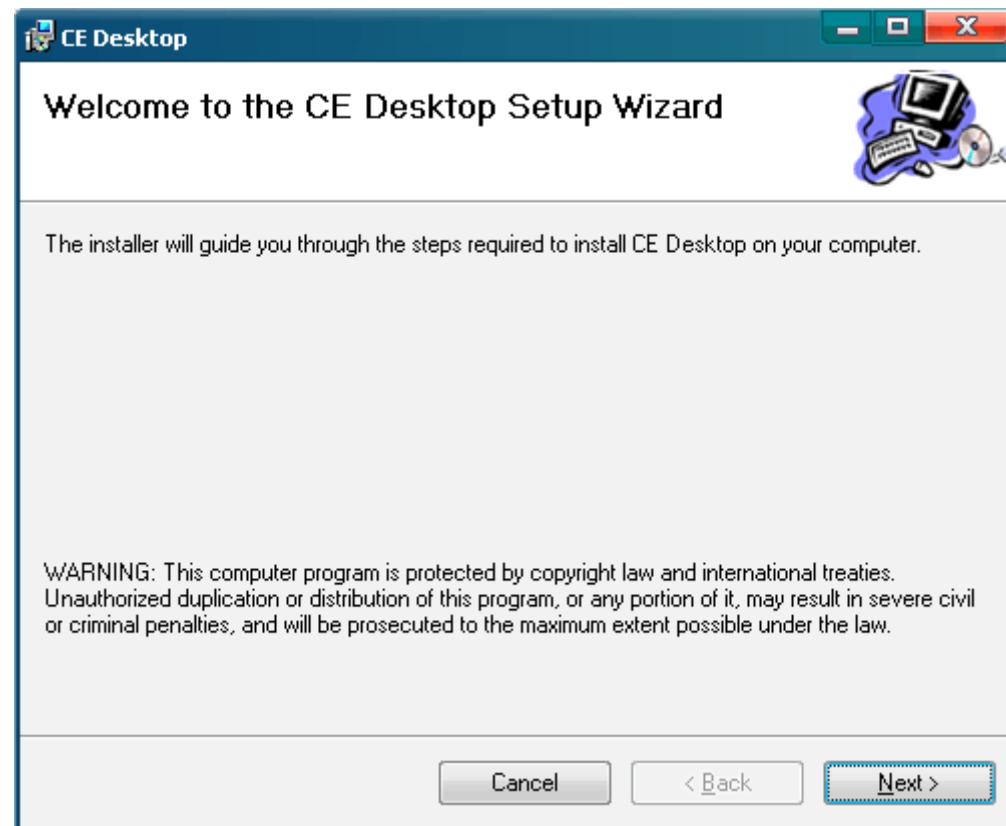 CE Desktop
Welcome to the CE Desktop Setup Wizard
The installer will guide you through the steps required to install CE Desktop on your computer.
WARNING: This computer program is protected by copyright law and international treaties.
Unauthorized duplication or distribution of this program, or any portion of it, may result in severe civil
or criminal penalties, and will be prosecuted to the maximum extent possible under the law.
Cancel < Back Next >